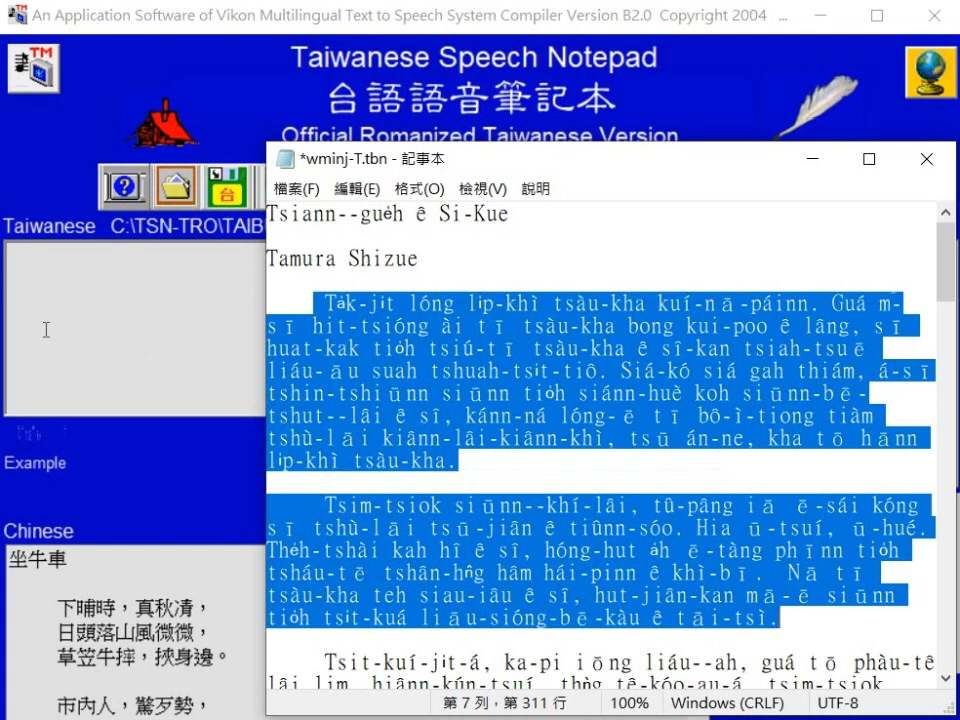 An Application Software of Vikon Multilingual Text to Speech System Compiler Version B2.0 Copyright 2004 ...
TM
Taiwanese Speech Notepad
台語語音筆記本
Official Romanized Taiwanese Version
台
Taiwanese C:\TSN-TRO\TAIB
Example
Chinese
坐牛車
下晡時，真秋凊，
日頭落山風微微，
草笠牛摔，挾身邊。
市內人，驚歹勢，
*wminj-T.tbn - 記事本
檔案(F) 編輯(E) 格式(O) 檢視(V) 說明
Tsiann--gue̍h ê Si-Kue
Tamura Shizue
Ta̍k-ji̍t lóng li̍p-khì tsàu-kha kuí-nā-páinn. Guá m̄-
sī hit-tsióng ài tī tsàu-kha bong kui-poo ê lâng, sī
huat-kak tio̍h tsiú-tī tsàu-kha ê sî-kan tsiah-tsuē
liáu-āu suah tshuah-tsi̍t-tiô. Siá-kó siá gah thiám, á-sī
tshin-tshiūnn siūnn tio̍h siánn-huè koh siūnn-bē-
tshut--lâi ê sî, kánn-ná lóng-ē tī bô-ì-tiong tiàm
tshù-lāi kiânn-lâi-kiânn-khì, tsū án-ne, kha tō hānn
li̍p-khì tsàu-kha.
Tsim-tsiok siūnn--khí-lâi, tû-pâng iā ē-sái kóng
sī tshù-lāi tsū-jiân ê tiûnn-sóo. Hia ū-tsuí, ū-hué.
The̍h-tshài kah hî ê sî, hóng-hut a̍h ē-tàng phīnn tio̍h
tsháu-tē tshân-hn̂g hâm hái-pinn ê khì-bī. Nā tī
tsàu-kha teh siau-iâu ê sî, hut-jiân-kan mā-ē siūnn
tio̍h tsi̍t-kuá liāu-sióng-bē-kàu ê tāi-tsì.
Tsit-kuí-ji̍t-á, ka-pi iōng liáu--ah, guá tō phàu-tê
第 7 列，第 311 行 100% Windows (CRLF) UTF-8